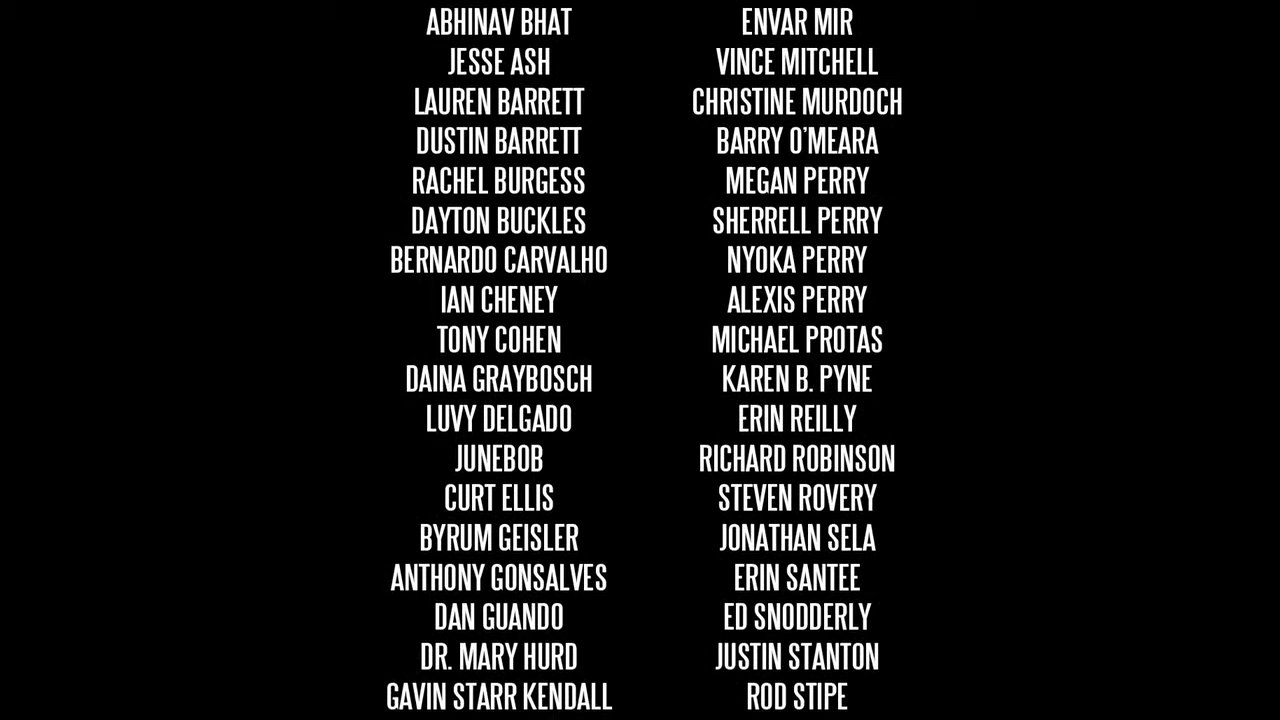 ABHINAV BHAT
JESSE ASH
LAUREN BARRETT
DUSTIN BARRETT
RACHEL BURGESS
DAYTON BUCKLES
BERNARDO CARVALHO
IAN CHENEY
TONY COHEN
DAINA GRAYBOSCH
LUVY DELGADO
JUNEBOB
CURT ELLIS
BYRUM GEISLER
ANTHONY GONSALVES
DAN GUANDO
DR. MARY HURD
GAVIN STARR KENDALL
ENVAR MIR
VINCE MITCHELL
CHRISTINE MURDOCH
BARRY O'MEARA
MEGAN PERRY
SHERRELL PERRY
NYOKA PERRY
ALEXIS PERRY
MICHAEL PROTAS
KAREN B. PYNE
ERIN REILLY
RICHARD ROBINSON
STEVEN ROVERY
JONATHAN SELA
ERIN SANTEE
ED SNODDERLY
JUSTIN STANTON
ROD STIPE